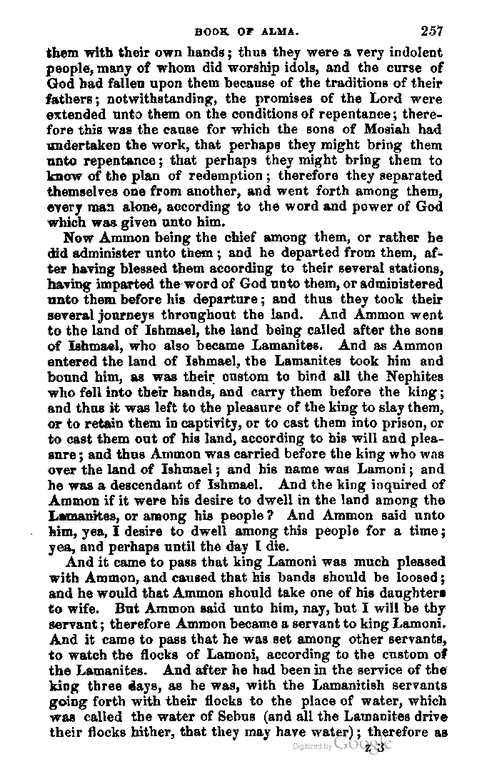 BOOK OF ALMA. 257
them with their own hands; thus they were a very indolent
people, many of whom did worship idols, and the curse of
God had fallen upon them because of the traditions of their
fathers; notwithstanding, the promises of the Lord were
extended unto them on the conditions of repentance; there-
fore this was the cause for which the sons of Mosiah had
undertaken the work, that perhaps they might bring them
unto repentance; that perhaps they might bring them to
know of the plan of redemption; therefore they separated
themselves one from another, and went forth among them,
every man alone, according to the word and power of God
which was given unto him.
Now Ammon being the chief among them, or rather he
did administer unto them; and he departed from them, af-
ter having blessed them according to their several stations,
having imparted the word of God unto them, or administered
unto them before his departure; and thus they took their
several journeys throughout the land. And Ammon went
to the land of Ishmael, the land being called after the sons
of Ishmael, who also became Lamanites. And as Ammon
entered the land of Ishmael, the Lamanites took him and
bound him, as was their custom to bind all the Nephites
who fell into their hands, and carry them before the king;
and thus it was left to the pleasure of the king to slay them,
or to retain them in captivity, or to cast them into prison, or
to cast them out of his land, according to his will and plea-
sure; and thus Ammon was carried before the king who was
over the land of Ishmael; and his name was Lamoni; and
he was a descendant of Ishmael. And the king inquired of
Ammon if it were his desire to dwell in the land among the
Lamanites, or among his people? And Ammon said unto
him, yea, I desire to dwell among this people for a time;
yea, and perhaps until the day I die.
And it came to pass that king Lamoni was much pleased
with Ammon, and caused that his bands should be loosed;
and he would that Ammon should take one of his daughters
to wife. But Ammon said unto him, nay, but I will be thy
servant; therefore Ammon became a servant to king Lamoni.
And it came to pass that he was set among other servants,
to watch the flocks of Lamoni, according to the custom of
the Lamanites. And after he had been in the service of the
king three days, as he was, with the Lamanitish servants
going forth with their flocks to the place of water, which
was called the water of Sebus (and all the Lamanites drive
their flocks hither, that they may have water); therefore as
Digitized by Google
Z 3